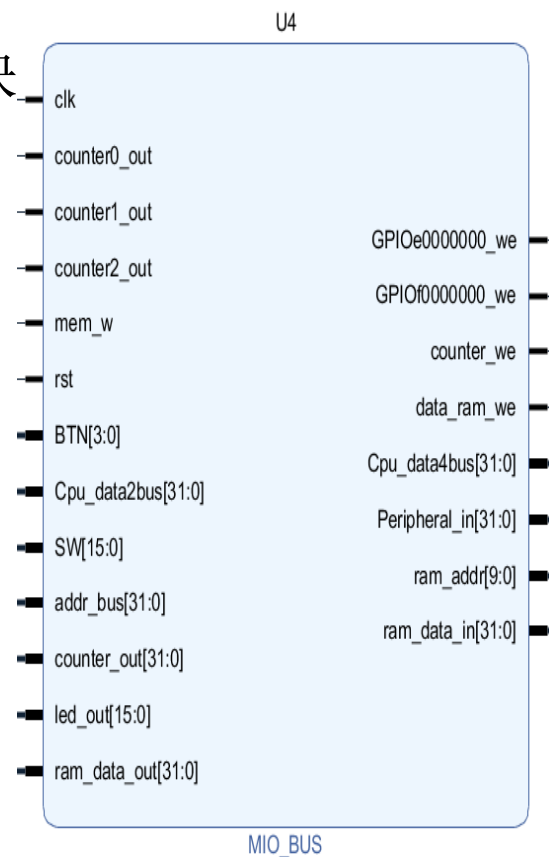 U4
clk
counter0_out
counter1_out
counter2_out
mem_w
rst
BTN[3:0]
Cpu_data2bus[31:0]
SW[15:0]
addr_bus[31:0]
counter_out[31:0]
led_out[15:0]
ram_data_out[31:0]
GPIOe0000000_we
GPIOf0000000_we
counter_we
data_ram_we
Cpu_data4bus[31:0]
Peripheral_in[31:0]
ram_addr[9:0]
ram_data_in[31:0]
MIO_BUS